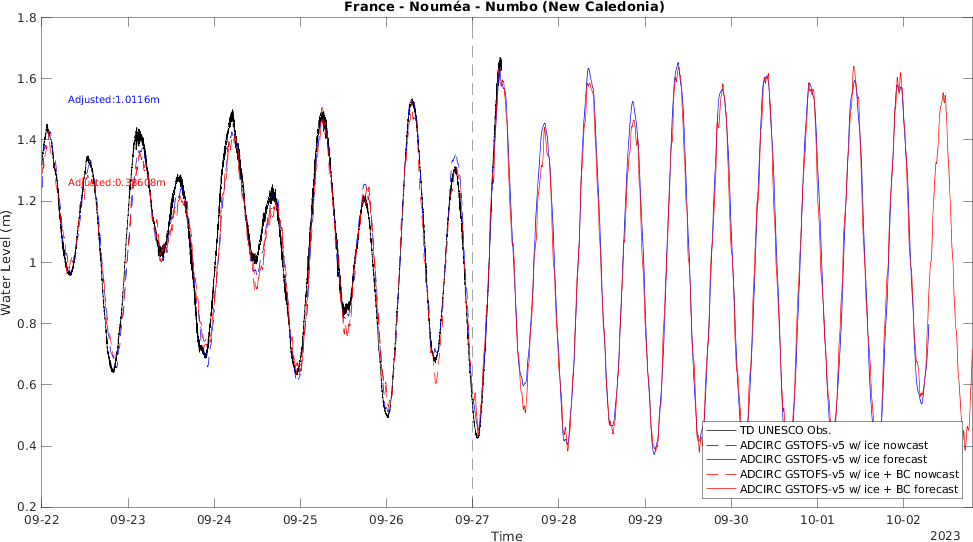 France - Nouméa - Numbo (New Caledonia)
1.8
1.6
1.4
1.2
1
0.8
0.6
0.4
0.2
Water Level (m)
Adjusted:1.0116m
Adjusted:0.38608m
TD UNESCO Obs.
ADCIRC GSTOFS-v5 w/ ice nowcast
ADCIRC GSTOFS-v5 w/ ice forecast
ADCIRC GSTOFS-v5 w/ ice + BC nowcast
ADCIRC GSTOFS-v5 w/ ice + BC forecast
09-22 09-23 09-24 09-25 09-26 09-27 09-28 09-29 09-30 10-01 10-02
Time
2023